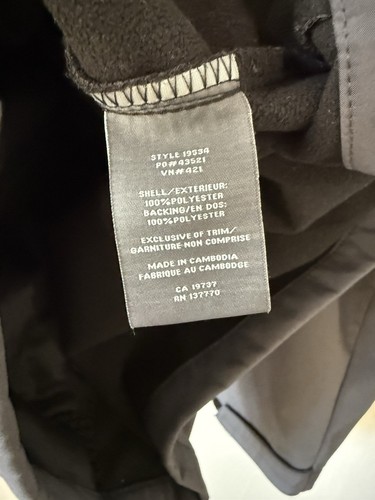 STYLE 19534
PO#43521
VN#421
SHELL/EXTERIEUR:
100%POLYESTER
BACKING/EN DOS:
100%POLYESTER
EXCLUSIVE OF TRIM/
GARNITURE NON COMPRISE
MADE IN CAMBODIA
FABRIQUE AU CAMBODGE
CA 19737
RN 137770